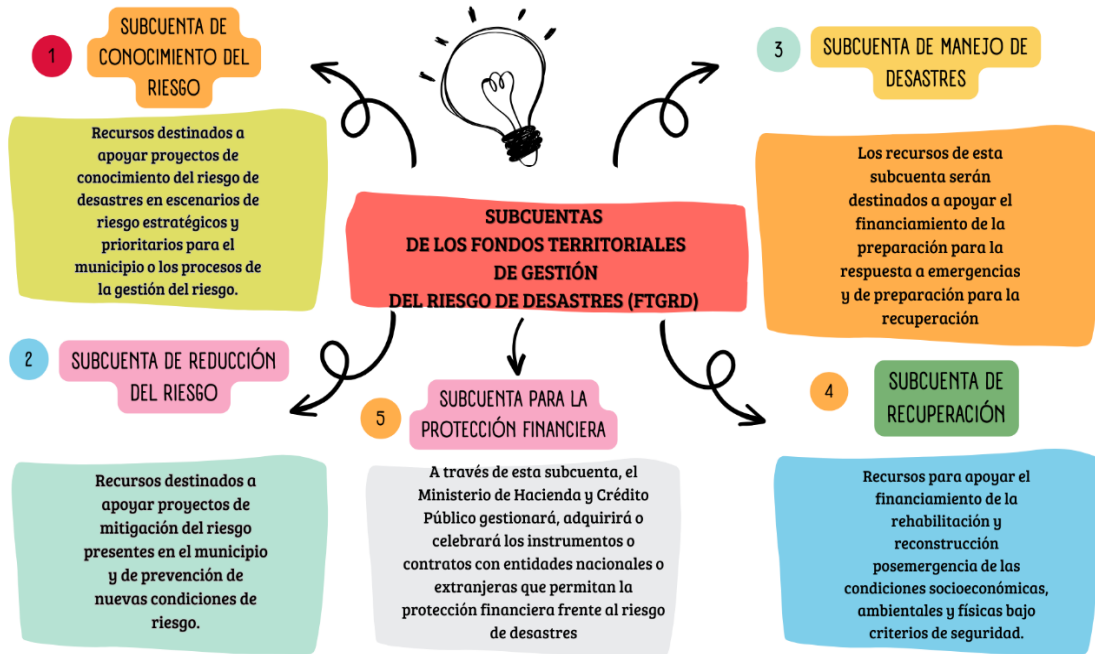 SUBCUENTAS
DE LOS FONDOS TERRITORIALES
DE GESTIÓN
DEL RIESGO DE DESASTRES (FTGRD)
1
SUBCUENTA DE
CONOCIMIENTO DEL
RIESGO
Recursos destinados a
apoyar proyectos de
conocimiento del riesgo de
desastres en escenarios de
riesgo estratégicos y
prioritarios para el
municipio o los procesos de
la gestión del riesgo.
2
SUBCUENTA DE REDUCCIÓN
DEL RIESGO
Recursos destinados a
apoyar proyectos de
mitigación del riesgo
presentes en el municipio
y de prevención de
nuevas condiciones de
riesgo.
3
SUBCUENTA DE MANEJO DE
DESASTRES
Los recursos de esta
subcuenta serán
destinados a apoyar el
financiamiento de la
preparación para la
respuesta a emergencias
y de preparación para la
recuperación
4
SUBCUENTA DE
RECUPERACIÓN
Recursos para apoyar el
financiamiento de la
rehabilitación y
reconstrucción
posemergencia de las
condiciones socioeconómicas,
ambientales y físicas bajo
criterios de seguridad.
5
SUBCUENTA PARA LA
PROTECCIÓN FINANCIERA
A través de esta subcuenta, el
Ministerio de Hacienda y Crédito
Público gestionará, adquirirá o
celebrará los instrumentos o
contratos con entidades nacionales o
extranjeras que permitan la
protección financiera frente al riesgo
de desastres